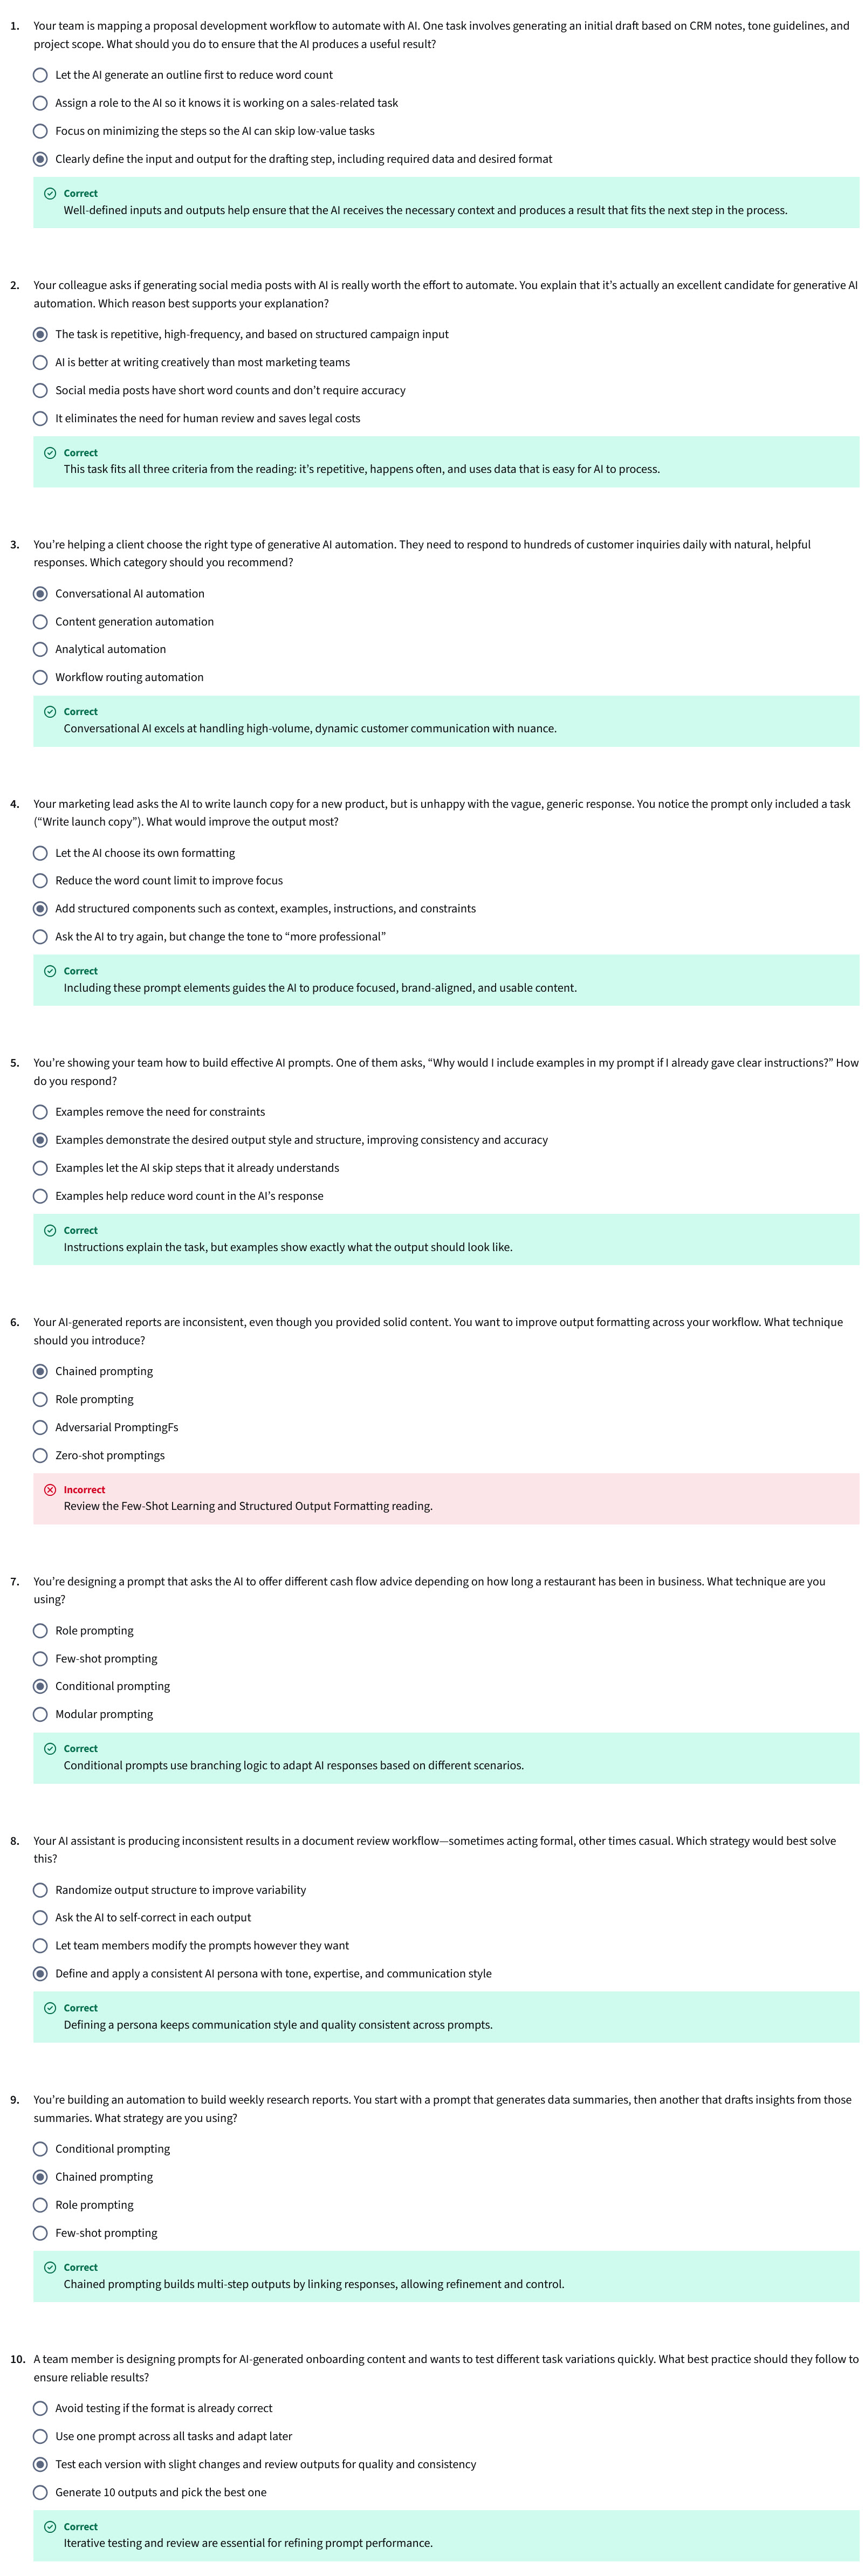 1. Your team is mapping a proposal development workflow to automate with AI. One task involves generating an initial draft based on CRM notes, tone guidelines, and
project scope. What should you do to ensure that the AI produces a useful result?
Let the AI generate an outline first to reduce word count
Assign a role to the AI so it knows it is working on a sales-related task
Focus on minimizing the steps so the AI can skip low-value tasks
Clearly define the input and output for the drafting step, including required data and desired format
Correct
Well-defined inputs and outputs help ensure that the AI receives the necessary context and produces a result that fits the next step in the process.
2. Your colleague asks if generating social media posts with AI is really worth the effort to automate. You explain that it’s actually an excellent candidate for generative AI
automation. Which reason best supports your explanation?
The task is repetitive, high-frequency, and based on structured campaign input
AI is better at writing creatively than most marketing teams
Social media posts have short word counts and don’t require accuracy
It eliminates the need for human review and saves legal costs
Correct
This task fits all three criteria from the reading: it’s repetitive, happens often, and uses data that is easy for AI to process.
3. You’re helping a client choose the right type of generative AI automation. They need to respond to hundreds of customer inquiries daily with natural, helpful
responses. Which category should you recommend?
Conversational AI automation
Content generation automation
Analytical automation
Workflow routing automation
Correct
Conversational AI excels at handling high-volume, dynamic customer communication with nuance.
4. Your marketing lead asks the AI to write launch copy for a new product, but is unhappy with the vague, generic response. You notice the prompt only included a task
(“Write launch copy”). What would improve the output most?
Let the AI choose its own formatting
Reduce the word count limit to improve focus
Add structured components such as context, examples, instructions, and constraints
Ask the AI to try again, but change the tone to “more professional”
Correct
Including these prompt elements guides the AI to produce focused, brand-aligned, and usable content.
5. You’re showing your team how to build effective AI prompts. One of them asks, “Why would I include examples in my prompt if I already gave clear instructions?” How
do you respond?
Examples remove the need for constraints
Examples demonstrate the desired output style and structure, improving consistency and accuracy
Examples let the AI skip steps that it already understands
Examples help reduce word count in the AI’s response
Correct
Instructions explain the task, but examples show exactly what the output should look like.
6. Your AI-generated reports are inconsistent, even though you provided solid content. You want to improve output formatting across your workflow. What technique
should you introduce?
Chained prompting
Role prompting
Adversarial PromptingFs
Zero-shot promptings
Incorrect
Review the Few-Shot Learning and Structured Output Formatting reading.
7. You’re designing a prompt that asks the AI to offer different cash flow advice depending on how long a restaurant has been in business. What technique are you
using?
Role prompting
Few-shot prompting
Conditional prompting
Modular prompting
Correct
Conditional prompts use branching logic to adapt AI responses based on different scenarios.
8. Your AI assistant is producing inconsistent results in a document review workflow—sometimes acting formal, other times casual. Which strategy would best solve
this?
Randomize output structure to improve variability
Ask the AI to self-correct in each output
Let team members modify the prompts however they want
Define and apply a consistent AI persona with tone, expertise, and communication style
Correct
Defining a persona keeps communication style and quality consistent across prompts.
9. You’re building an automation to build weekly research reports. You start with a prompt that generates data summaries, then another that drafts insights from those
summaries. What strategy are you using?
Conditional prompting
Chained prompting
Role prompting
Few-shot prompting
Correct
Chained prompting builds multi-step outputs by linking responses, allowing refinement and control.
10. A team member is designing prompts for AI-generated onboarding content and wants to test different task variations quickly. What best practice should they follow to
ensure reliable results?
Avoid testing if the format is already correct
Use one prompt across all tasks and adapt later
Test each version with slight changes and review outputs for quality and consistency
Generate 10 outputs and pick the best one
Correct
Iterative testing and review are essential for refining prompt performance.